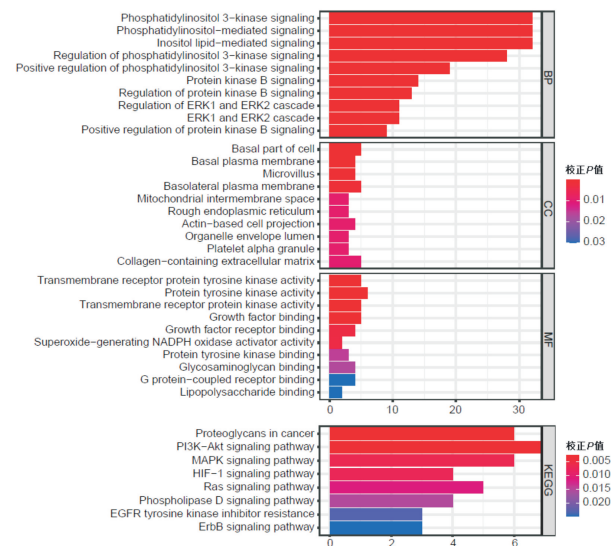 Phosphatidylinositol 3-kinase signaling
Phosphatidylinositol-mediated signaling
Inositol lipid-mediated signaling
Regulation of phosphatidylinositol 3-kinase signaling
Positive regulation of phosphatidylinositol 3-kinase signaling
Protein kinase B signaling
Regulation of protein kinase B signaling
Regulation of ERK1 and ERK2 cascade
ERK1 and ERK2 cascade
Positive regulation of protein kinase B signaling
BP
Basal part of cell
Basal plasma membrane
Microvillus
Basolateral plasma membrane
Mitochondrial intermembrane space
Rough endoplasmic reticulum
Actin-based cell projection
Organelle envelope lumen
Platelet alpha granule
Collagen-containing extracellular matrix
CC
校正P值
0.01
0.02
0.03
Transmembrane receptor protein tyrosine kinase activity
Protein tyrosine kinase activity
Transmembrane receptor protein kinase activity
Growth factor binding
Growth factor receptor binding
Superoxide-generating NADPH oxidase activator activity
Protein tyrosine kinase binding
Glycosaminoglycan binding
G protein-coupled receptor binding
Lipopolysaccharide binding
MF
0 10 20 30
Proteoglycans in cancer
PI3K-Akt signaling pathway
MAPK signaling pathway
HIF-1 signaling pathway
Ras signaling pathway
Phospholipase D signaling pathway
EGFR tyrosine kinase inhibitor resistance
ErbB signaling pathway
KEGG
校正P值
0.005
0.010
0.015
0.020
0 2 4 6